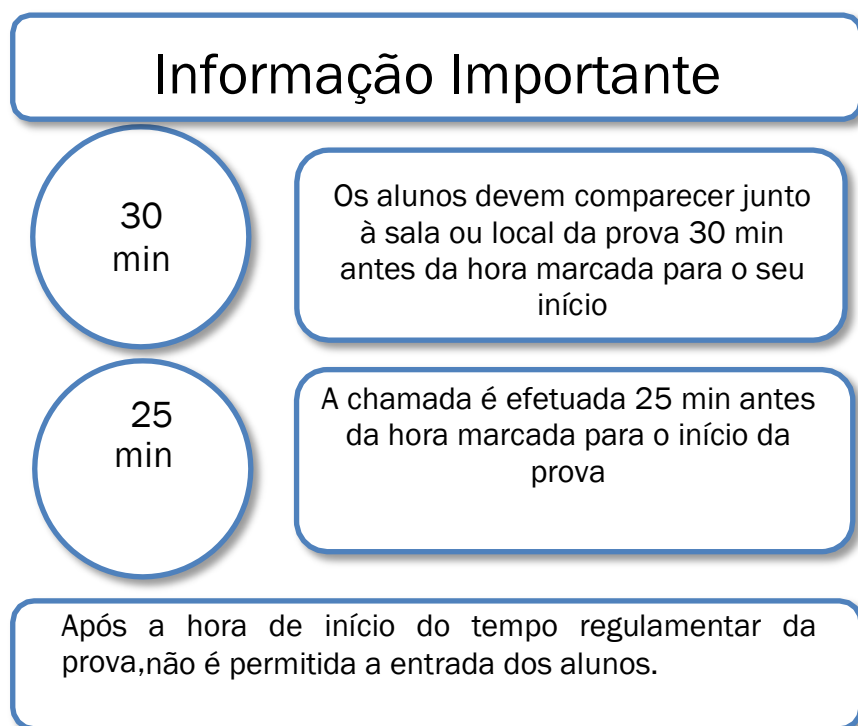 Informação Importante
30
min
Os alunos devem comparecer junto
à sala ou local da prova 30 min
antes da hora marcada para o seu
início
25
min
A chamada é efetuada 25 min antes
da hora marcada para o início da
prova
Após a hora de início do tempo regulamentar da
prova,não é permitida a entrada dos alunos.